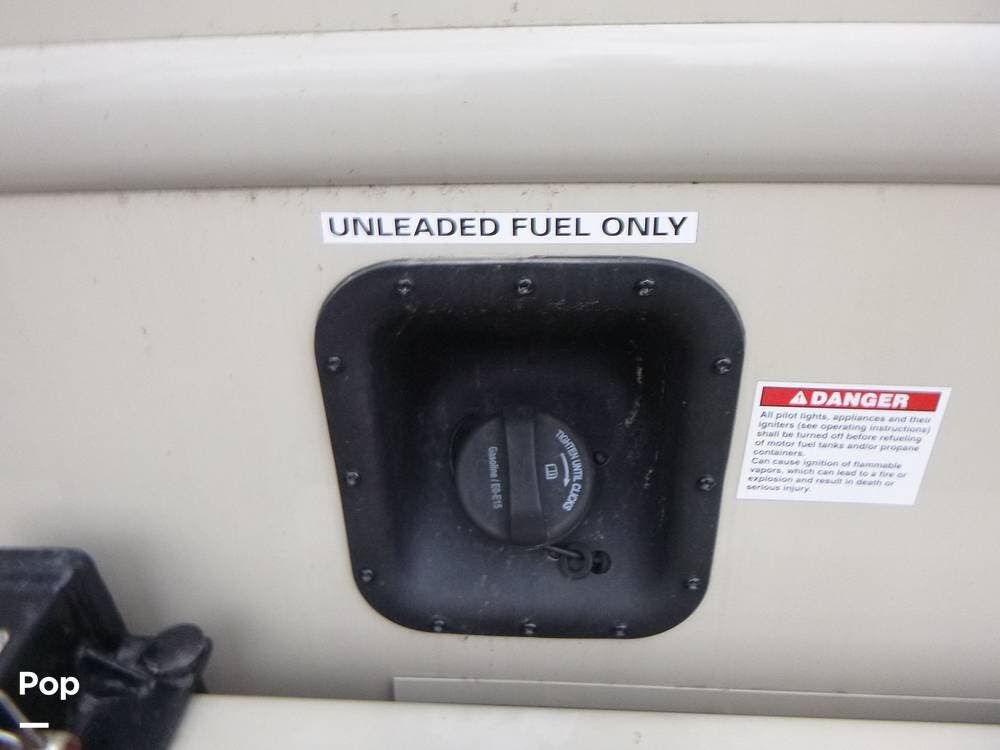 UNLEADED FUEL ONLY
DANGER
All pilot lights, appliances and their
igniters (see operating instructions)
shall be turned off before refueling
of motor fuel tanks and/or propane
containers.
Can cause ignition of flammable
vapors, which can lead to a fire or
explosion and result in death or
serious injury.
TIGHTEN UNTIL CLICKS
Gasoline / E0-E15
Pop